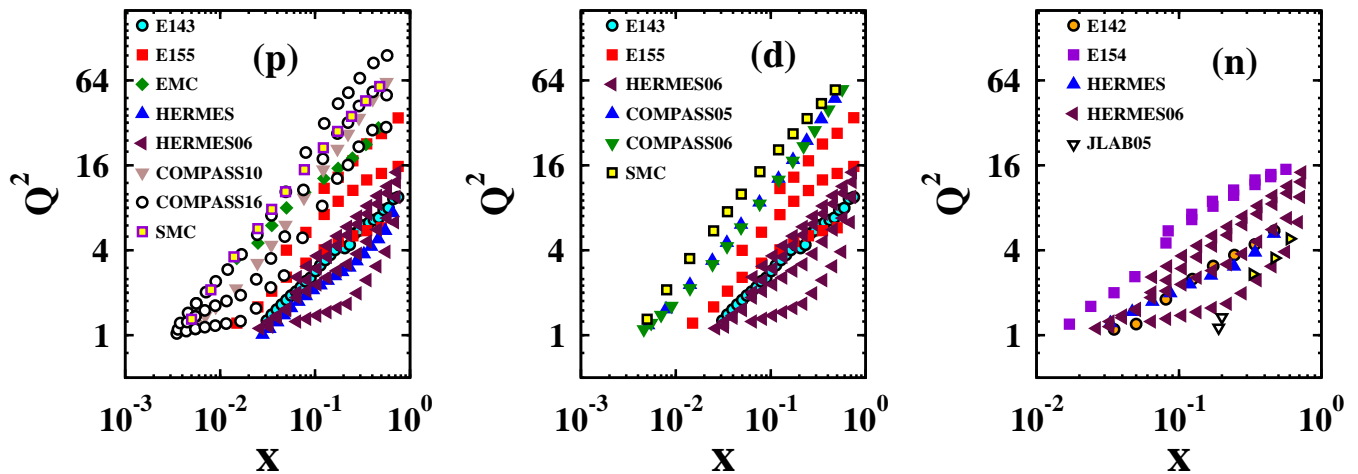 E143
E155
EMC
HERMES
HERMES06
COMPASS10
COMPASS16
SMC
(p)
64
16
4
1
Q²
10⁻³
10⁻²
10⁻¹
10⁰
x
E143
E155
HERMES06
COMPASS05
COMPASS06
SMC
(d)
64
16
4
1
Q²
10⁻³
10⁻²
10⁻¹
10⁰
x
E142
E154
HERMES
HERMES06
JLAB05
(n)
64
16
4
1
Q²
10⁻²
10⁻¹
10⁰
x